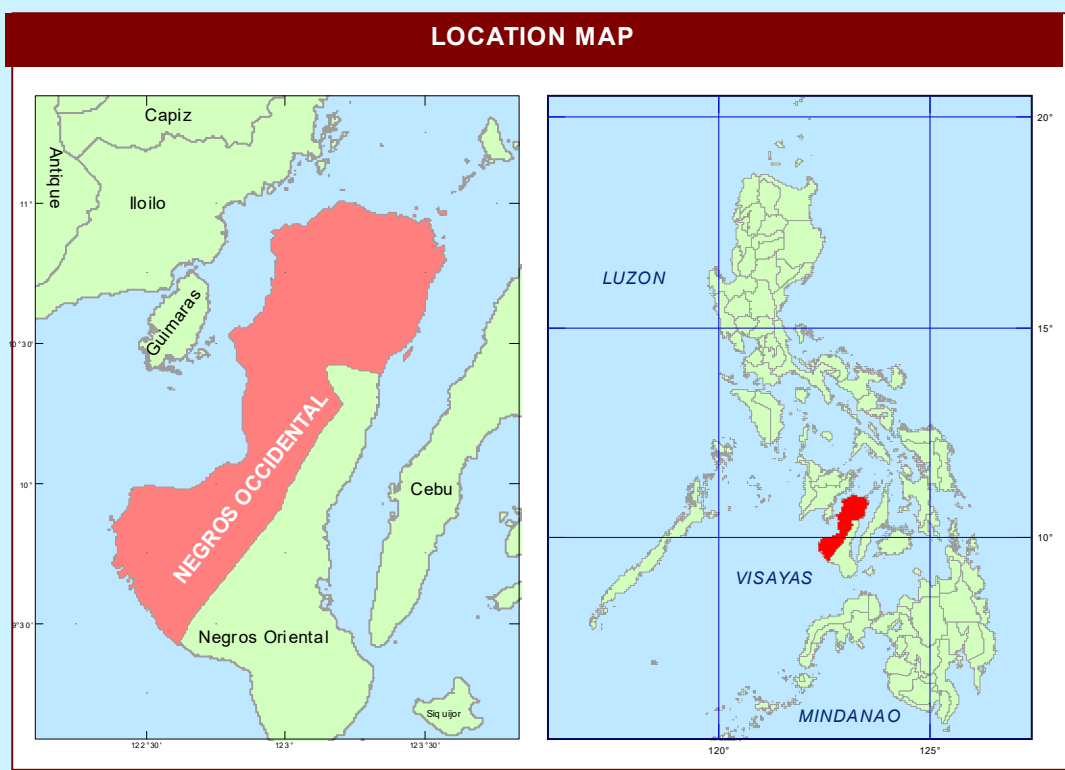 LOCATION MAP
Capiz
Antique
Iloilo
11°
Guimaras
10°30'
NEGROS OCCIDENTAL
10°
Cebu
9°30'
Negros Oriental
Siquijor
122°30'
123°
123°30'
20°
LUZON
15°
10°
VISAYAS
MINDANAO
120°
125°